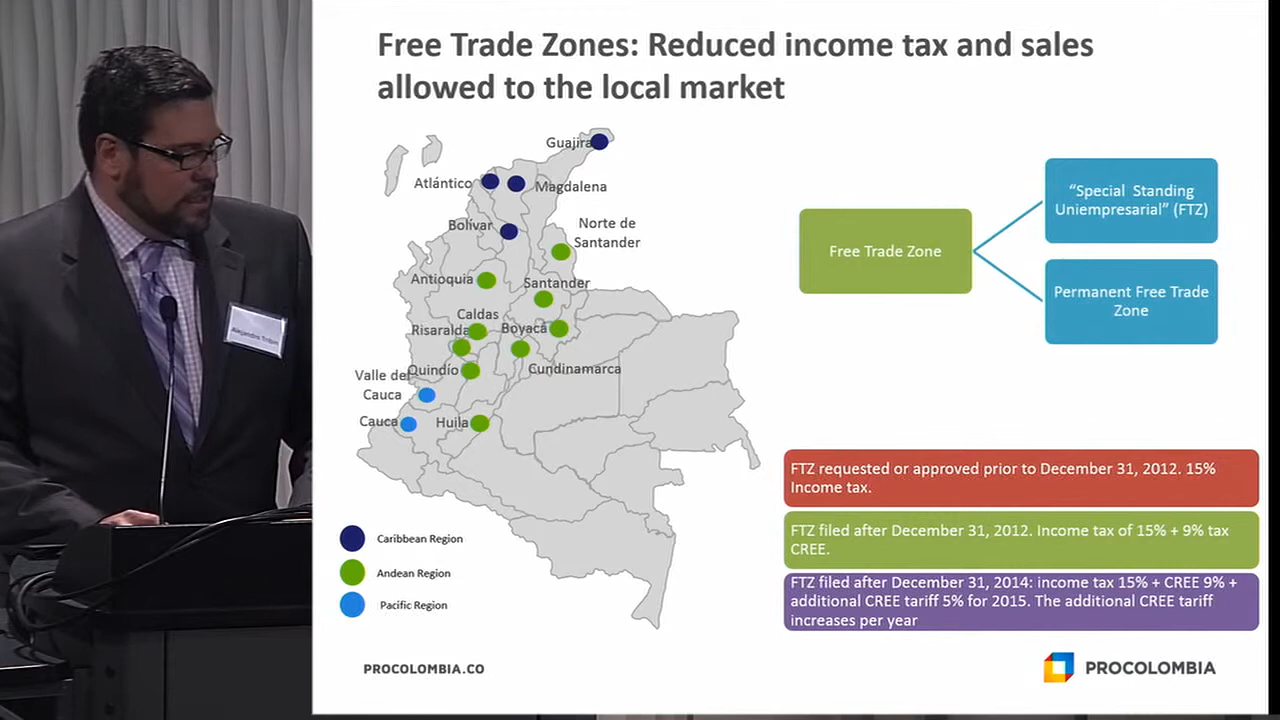 Free Trade Zones: Reduced income tax and sales
allowed to the local market
Guajira
Atlántico
Magdalena
Bolívar
Norte de
Santander
Antioquia
Santander
Caldas
Risaralda
Boyacá
Quindío
Cundinamarca
Valle del
Cauca
Cauca
Huila
Caribbean Region
Andean Region
Pacific Region
Free Trade Zone
“Special Standing
Uniempresarial” (FTZ)
Permanent Free Trade
Zone
FTZ requested or approved prior to December 31, 2012. 15%
Income tax.
FTZ filed after December 31, 2012. Income tax of 15% + 9% tax
CREE.
FTZ filed after December 31, 2014: income tax 15% + CREE 9% +
additional CREE tariff 5% for 2015. The additional CREE tariff
increases per year
PROCOLOMBIA.CO
PROCOLOMBIA
Alejandro